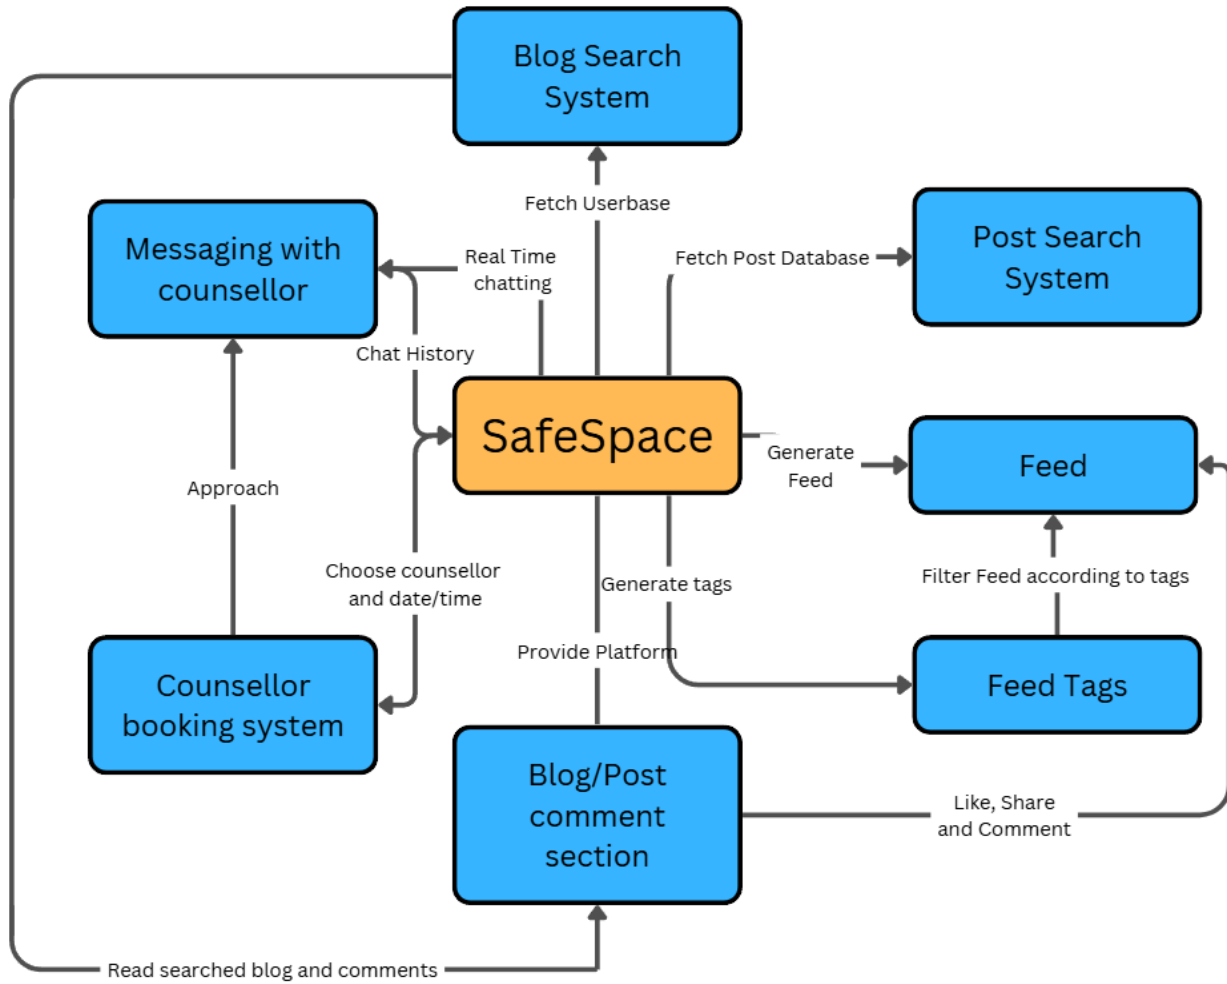 Blog Search
System
Fetch Userbase
Messaging with
counsellor
Real Time
chatting
Fetch Post Database
Post Search
System
Chat History
SafeSpace
Generate
Feed
Feed
Approach
Choose counsellor
and date/time
Generate tags
Filter Feed according to tags
Provide Platform
Counsellor
booking system
Feed Tags
Blog/Post
comment
section
Like, Share
and Comment
Read searched blog and comments